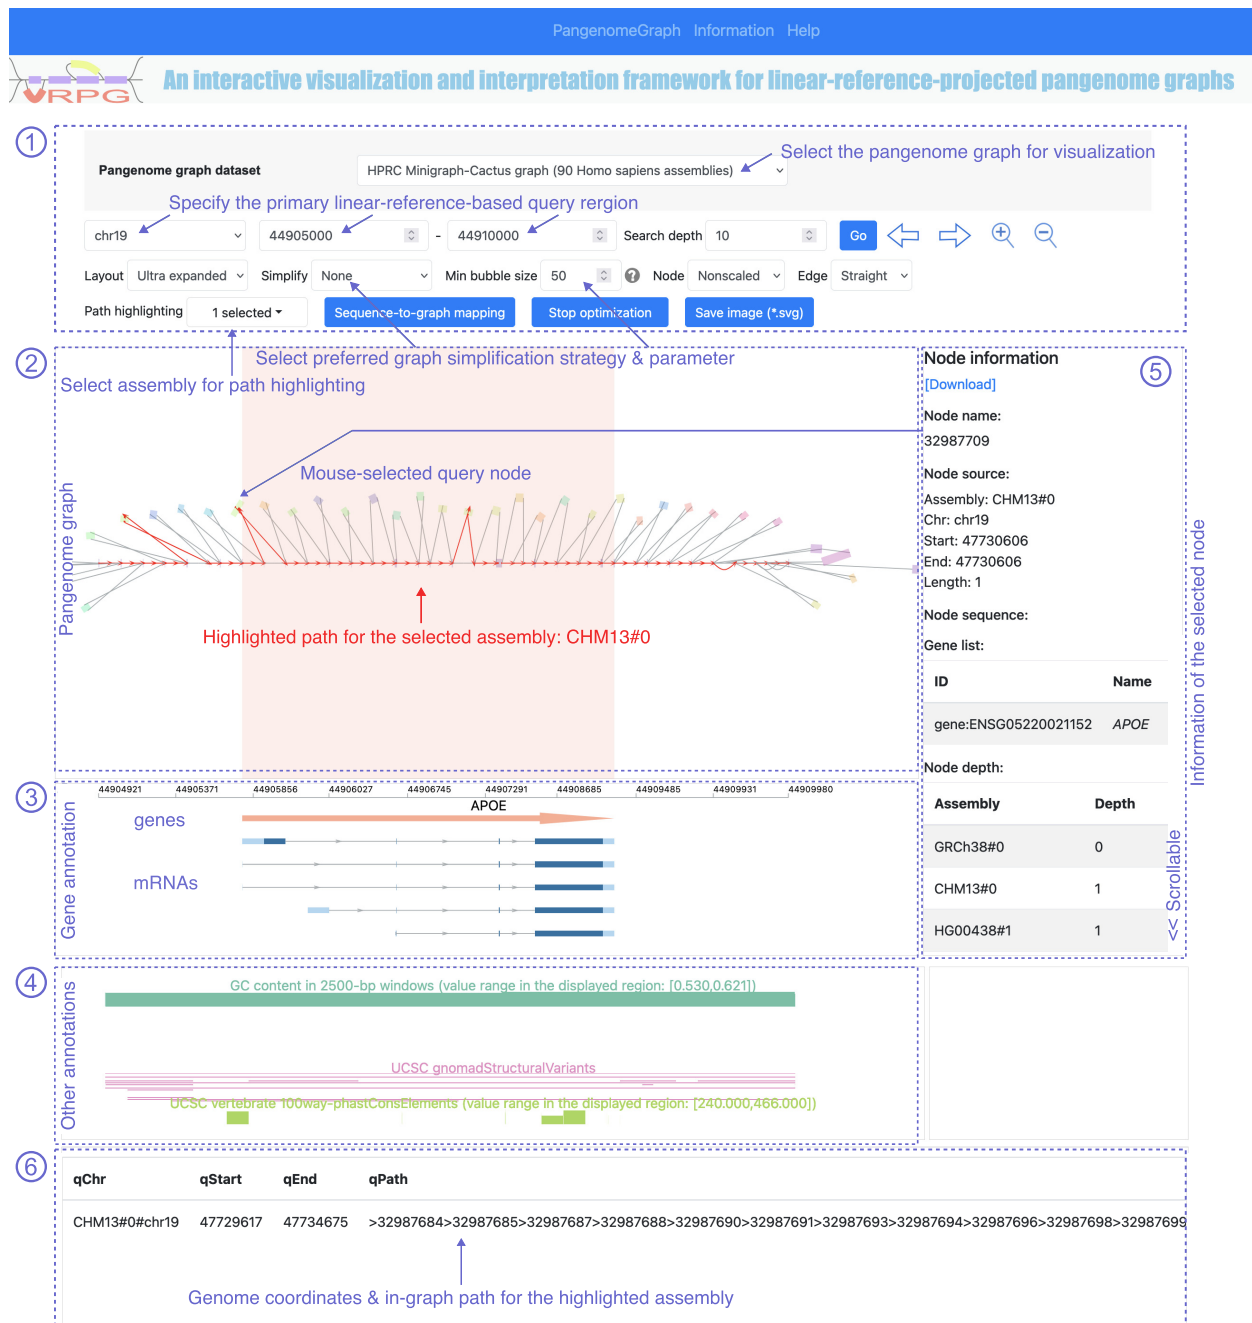 PangenomeGraph Information Help
VRPG An interactive visualization and interpretation framework for linear-reference-projected pangenome graphs
1
Select the pangenome graph for visualization
Pangenome graph dataset HPRC Minigraph-Cactus graph (90 Homo sapiens assemblies)
Specify the primary linear-reference-based query rergion
chr19 44905000 - 44910000 Search depth 10 Go
Layout Ultra expanded Simplify None Min bubble size 50 ? Node Nonscaled Edge Straight
Path highlighting 1 selected Sequence-to-graph mapping Stop optimization Save image (*.svg)
2
Select preferred graph simplification strategy & parameter
Select assembly for path highlighting
Pangenome graph
Mouse-selected query node
Highlighted path for the selected assembly: CHM13#0
5
Node information
[Download]
Node name:
32987709
Node source:
Assembly: CHM13#0
Chr: chr19
Start: 47730606
End: 47730606
Length: 1
Node sequence:
Gene list:
ID Name
gene:ENSG05220021152 APOE
Node depth:
Assembly Depth
GRCh38#0 0
CHM13#0 1
HG00438#1 1
Information of the selected node
<< Scrollable
3
Gene annotation
44904921 44905371 44905856 44906027 44906745 44907291 44908685 44909485 44909931 44909980
APOE
genes
mRNAs
4
Other annotations
GC content in 2500-bp windows (value range in the displayed region: [0.530,0.621])
UCSC gnomadStructuralVariants
UCSC vertebrate 100way-phastConsElements (value range in the displayed region: [240.000,466.000])
6
qChr qStart qEnd qPath
CHM13#0#chr19 47729617 47734675 >32987684>32987685>32987687>32987688>32987690>32987691>32987693>32987694>32987696>32987698>32987699
Genome coordinates & in-graph path for the highlighted assembly